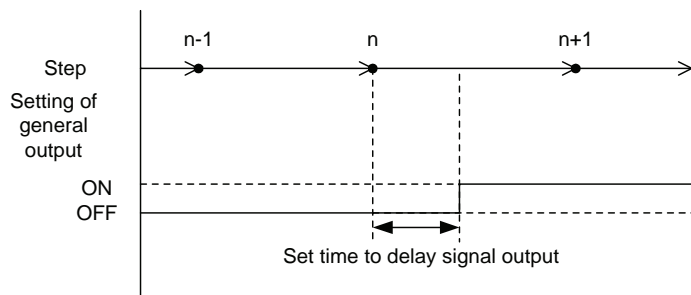 n-1
n
n+1
Step
Setting of
general
output
ON
OFF
Set time to delay signal output